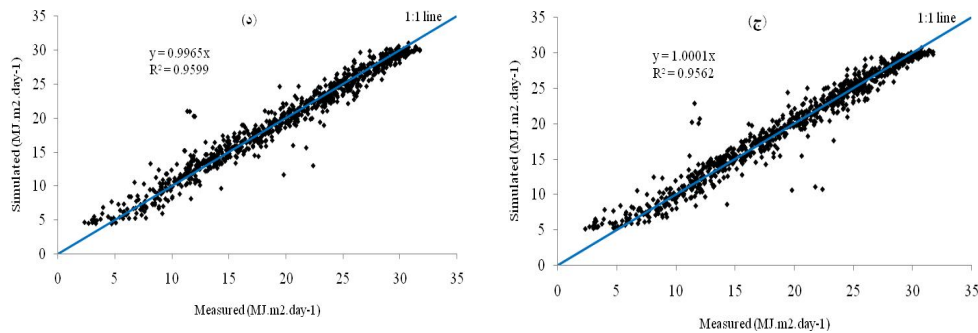 (د)
1:1 line
y = 0.9965x
R² = 0.9599
Simulated (MJ.m2.day-1)
35
30
25
20
15
10
5
0
0 5 10 15 20 25 30 35
Measured (MJ.m2.day-1)
(ج)
1:1 line
y = 1.0001x
R² = 0.9562
Simulated (MJ.m2.day-1)
35
30
25
20
15
10
5
0
0 5 10 15 20 25 30 35
Measured (MJ.m2.day-1)